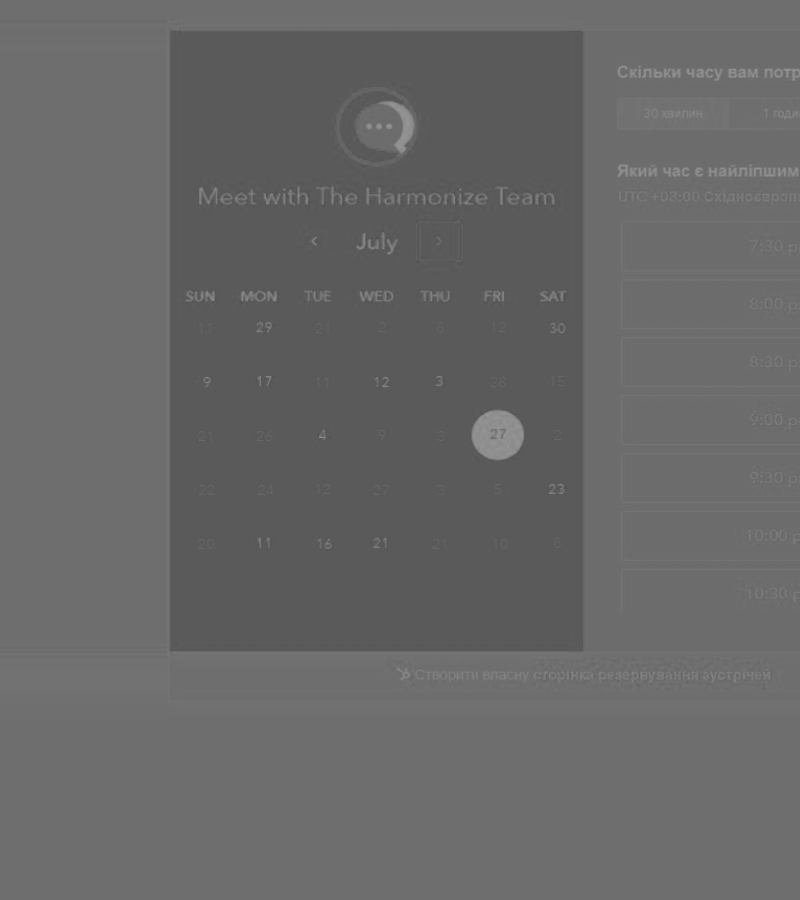 Meet with The Harmonize Team
July
SUN MON TUE WED THU FRI SAT
11 29 21 2 8 12 30
9 17 11 12 3 28 15
21 26 4 9 3 27 2
22 24 12 27 3 5 23
20 11 16 21 21 10 8
Скільки часу вам потр
30 хвилин 1 годи
Який час є найліпшим
UTC +03:00 Східноєвропе
7:30 p
8:00 p
8:30 p
9:00 p
9:30 p
10:00 p
10:30 p
Створити власну сторінка резервування зустрічей